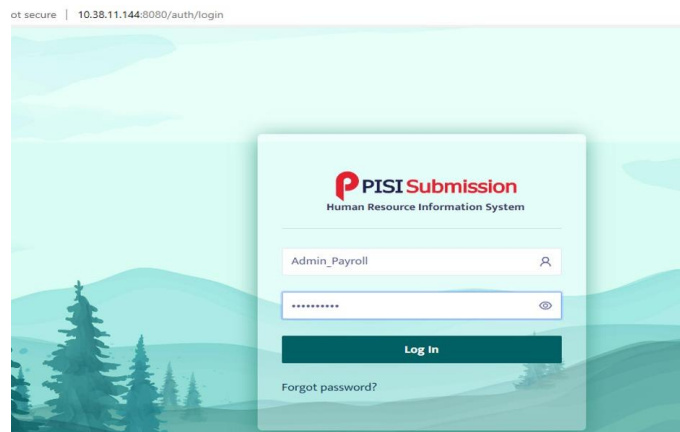 ot secure | 10.38.11.144:8080/auth/login
PISI Submission
Human Resource Information System
Admin_Payroll
••••••••••
Log In
Forgot password?